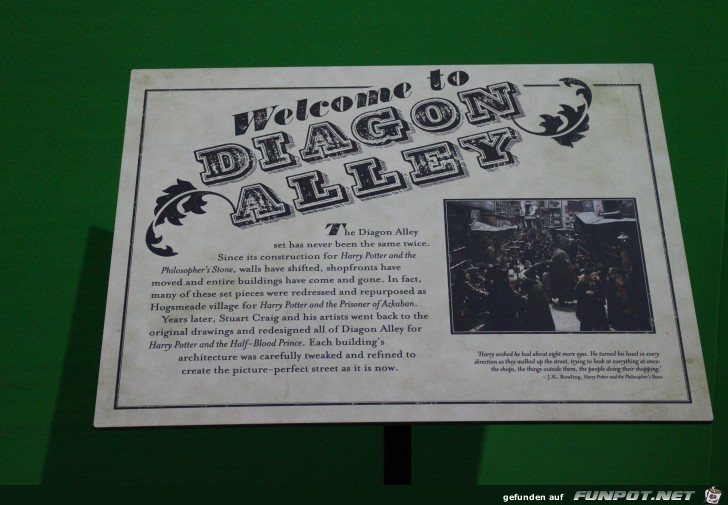 Welcome to
DIAGON
ALLEY
The Diagon Alley
set has never been the same twice.
Since its construction for Harry Potter and the
Philosopher's Stone, walls have shifted, shopfronts have
moved and entire buildings have come and gone. In fact,
many of these set pieces were redressed and repurposed as
Hogsmeade village for Harry Potter and the Prisoner of Azkaban.
Years later, Stuart Craig and his artists went back to the
original drawings and redesigned all of Diagon Alley for
Harry Potter and the Half-Blood Prince. Each building's
architecture was carefully tweaked and refined to
create the picture-perfect street as it is now.
'Harry wished he had about eight more eyes. He turned his head in every
direction as they walked up the street, trying to look at everything at once:
the shops, the things outside them, the people doing their shopping.'
– J.K. Rowling, Harry Potter and the Philosopher's Stone
gefunden auf FUNPOT.NET